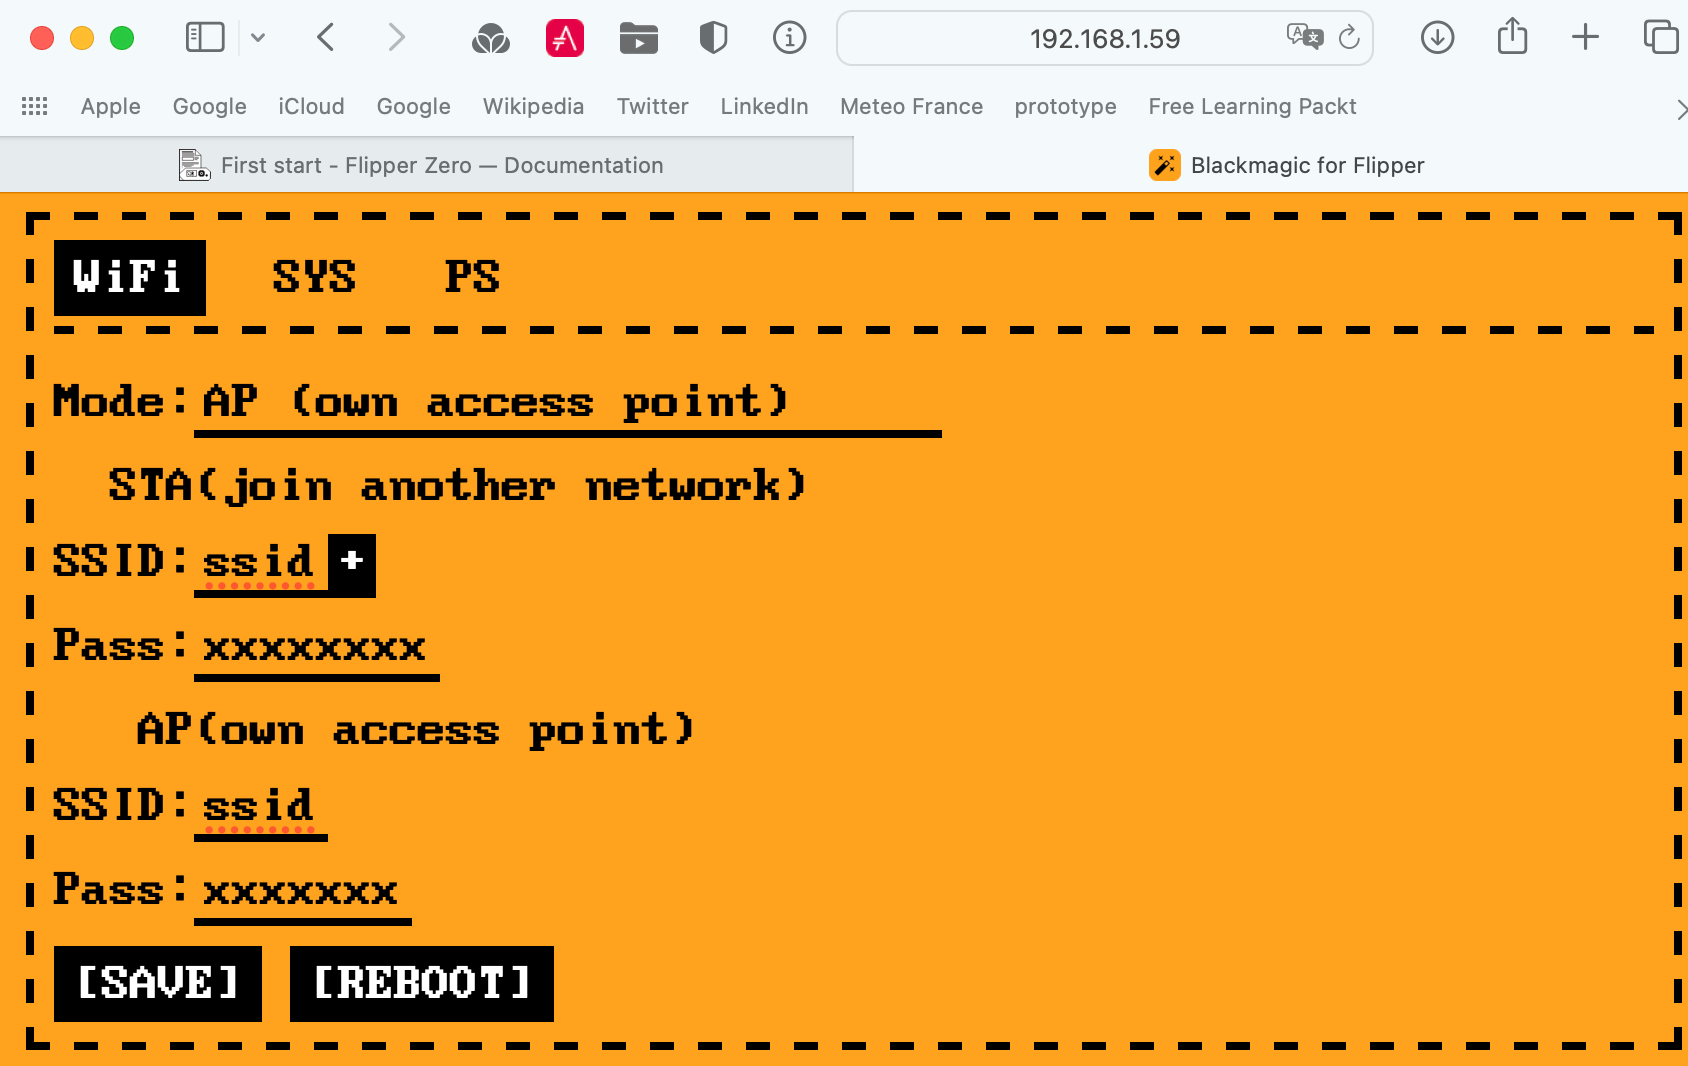 192.168.1.59
Apple Google iCloud Google Wikipedia Twitter LinkedIn Meteo France prototype Free Learning Packt
First start - Flipper Zero — Documentation
Blackmagic for Flipper
WiFi SYS PS
Mode: AP (own access point)
STA(join another network)
SSID: ssid +
Pass: xxxxxxxx
AP(own access point)
SSID: ssid
Pass: xxxxxxx
[SAVE] [REBOOT]